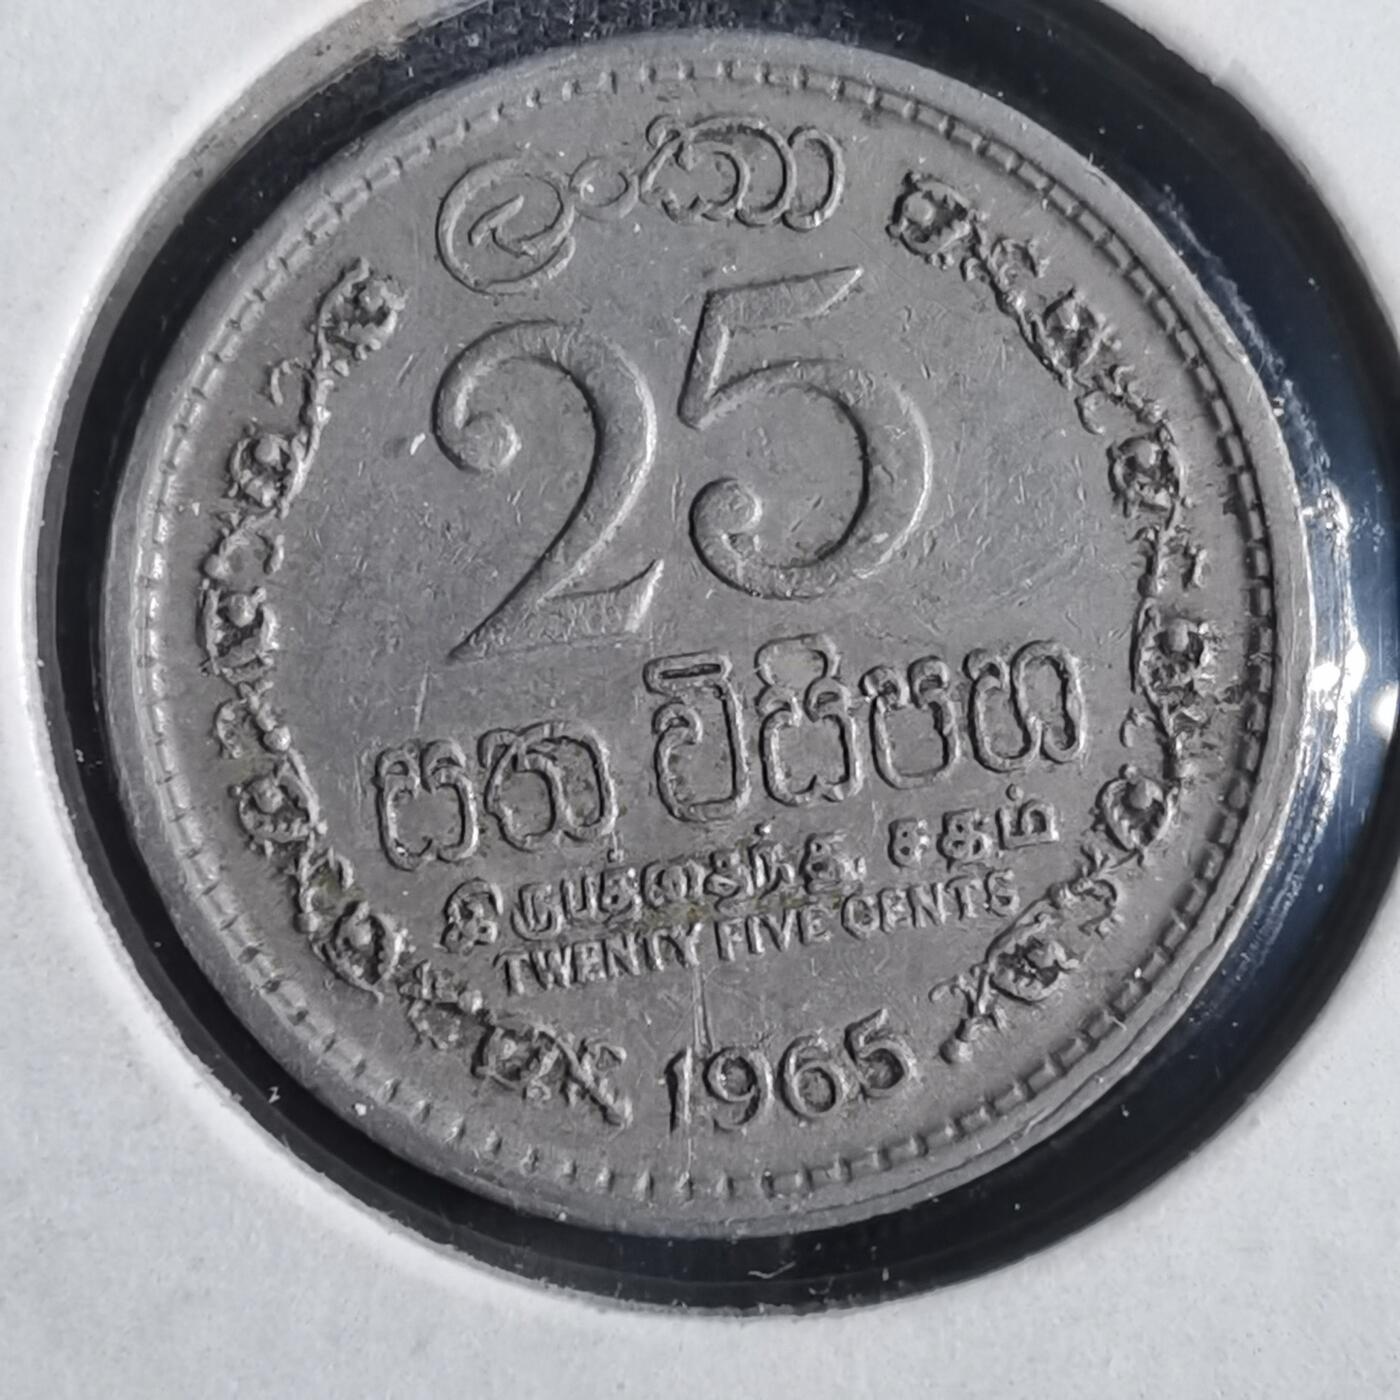 ලංකා
25
සත විසිපහ
இருபத்தைந்து சதம்
TWENTY FIVE CENTS
1965